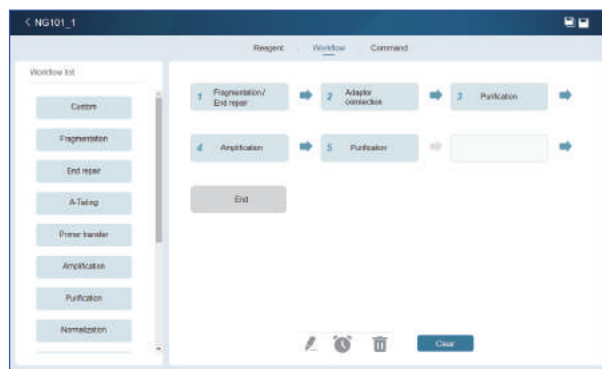 < NG101_1
Reagent Workflow Command
Workflow list
Custom
Fragmentation
End repair
A-Tailing
Primer transfer
Amplification
Purification
Normalization
1 Fragmentation/
End repair
2 Adaptor
connection
3 Purification
4 Amplification
5 Purification
End
Clear